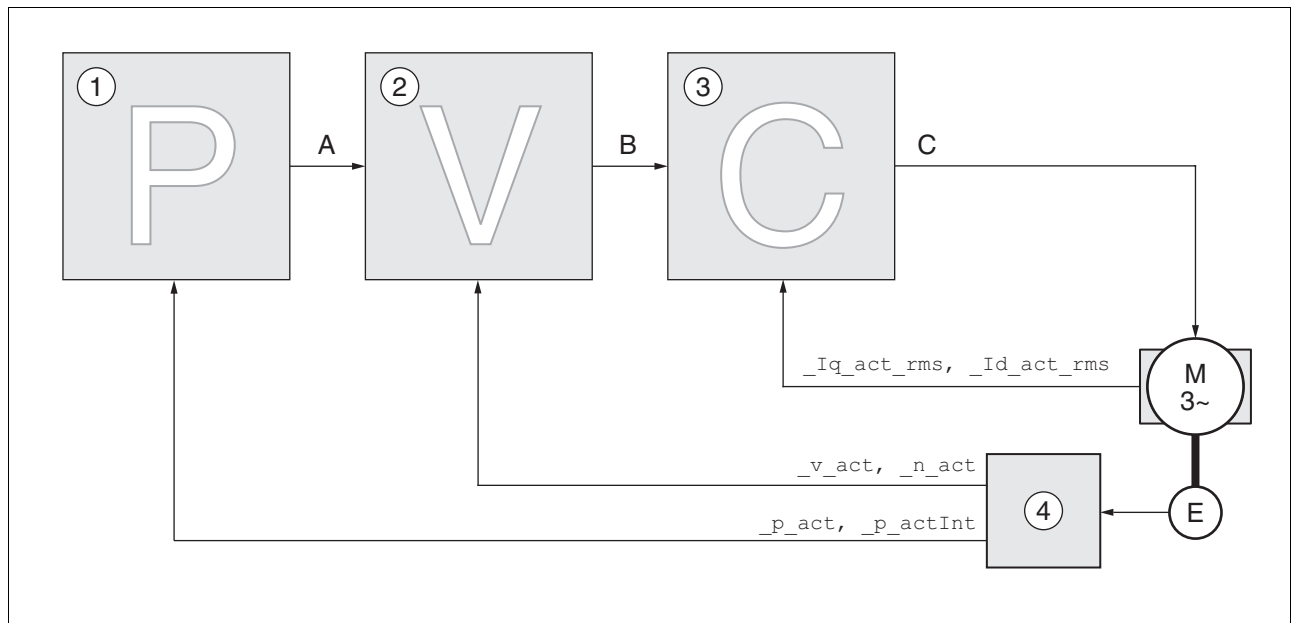 1
2
3
P
A
V
B
C
C
_Iq_act_rms, _Id_act_rms
M
3~
_v_act, _n_act
4
E
_p_act, _p_actInt